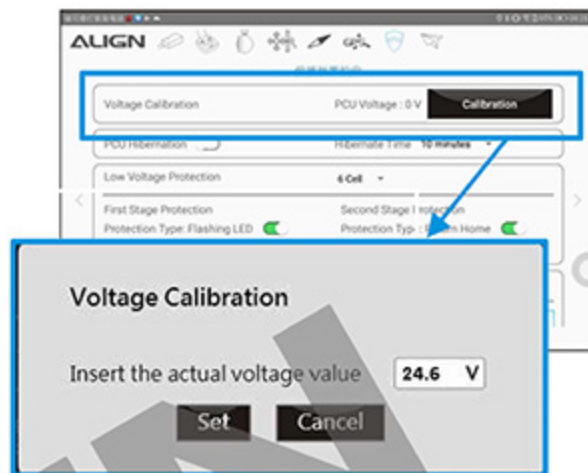 ALIGN
Voltage Calibration PCU Voltage : 0 V Calibration
PCU Hibernation Hibernate Time 10 minutes
Low Voltage Protection 6 Cell
First Stage Protection Second Stage Protection
Protection Type: Flashing LED Protection Typ : Return Home
Voltage Calibration
Insert the actual voltage value 24.6 V
Set Cancel